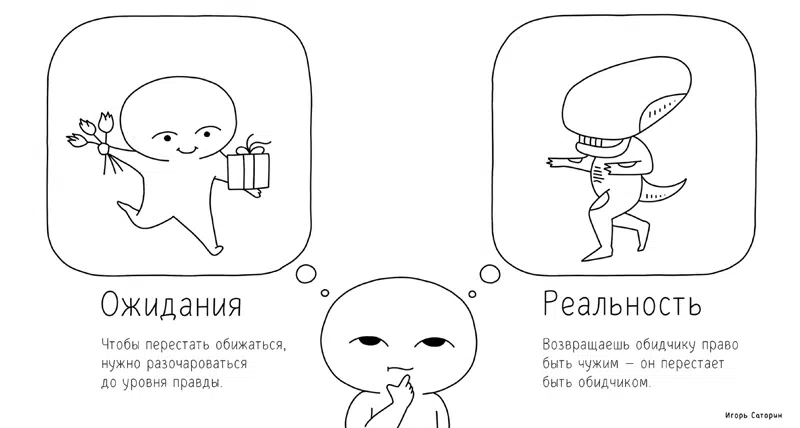 Ожидания
Чтобы перестать обижаться,
нужно разочароваться
до уровня правды.
Реальность
Возвращаешь обидчику право
быть чужим – он перестает
быть обидчиком.
Игорь Саторин